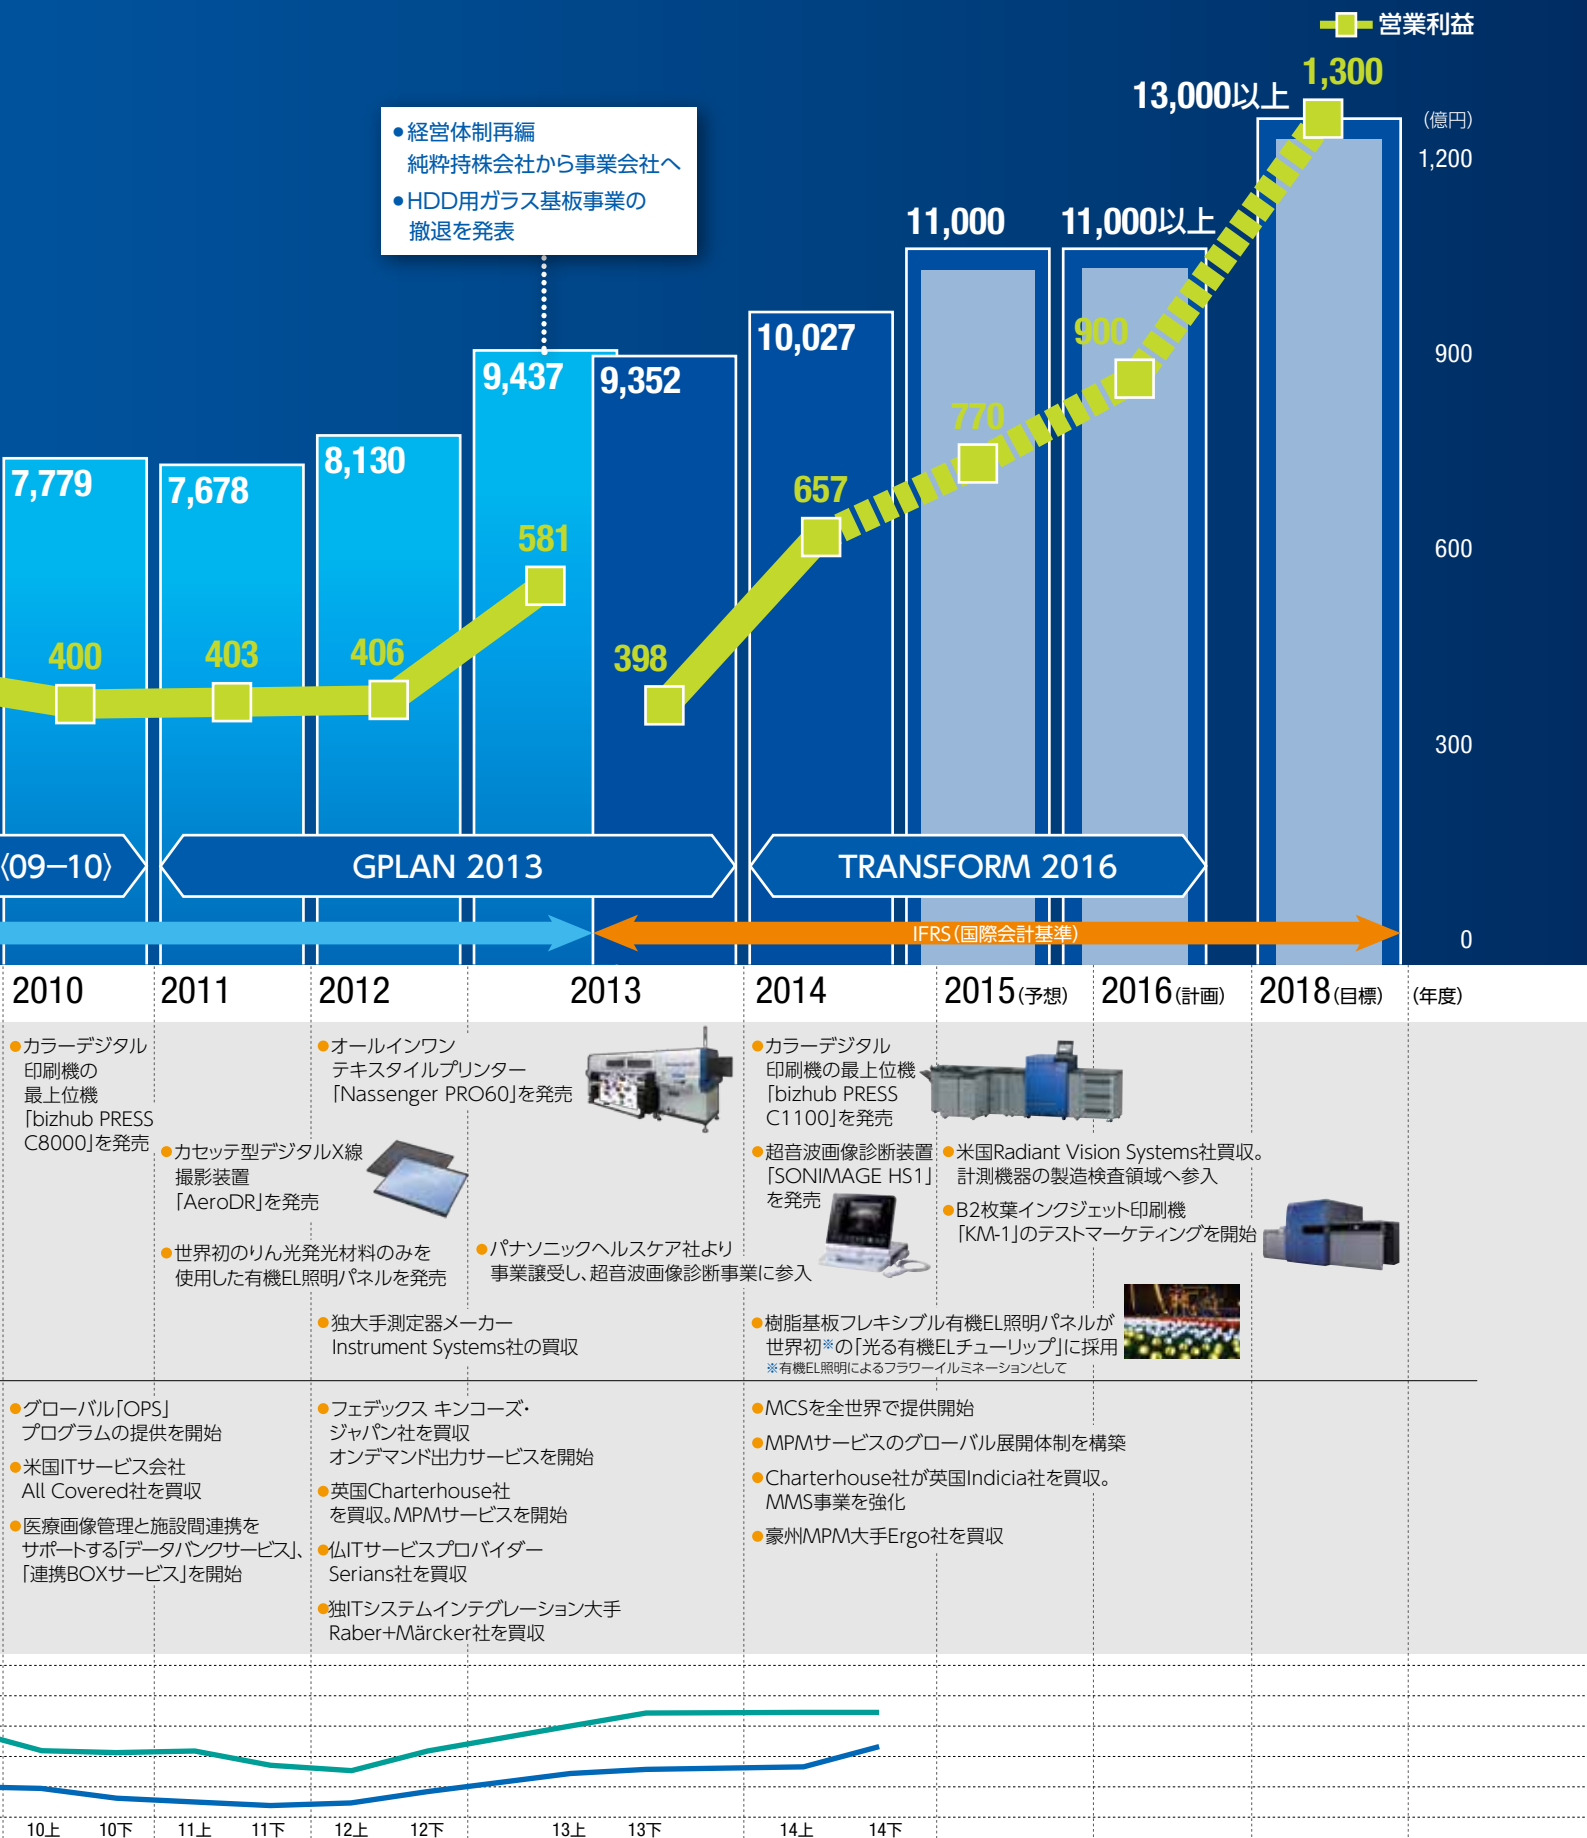 営業利益
1,300
13,000以上
(億円)
1,200
●経営体制再編
純粋持株会社から事業会社へ
●HDD用ガラス基板事業の
撤退を発表
11,000
11,000以上
10,027
900
900
9,437
9,352
770
8,130
7,779
7,678
657
581
600
400
403
406
398
300
〈09−10〉
GPLAN 2013
TRANSFORM 2016
IFRS(国際会計基準)
0
2010
2011
2012
2013
2014
2015(予想)
2016(計画)
2018(目標)
(年度)
●カラーデジタル
印刷機の
最上位機
「bizhub PRESS
C8000」を発売
●カセッテ型デジタルX線
撮影装置
「AeroDR」を発売
●世界初のりん光発光材料のみを
使用した有機EL照明パネルを発売
●オールインワン
テキスタイルプリンター
「Nassenger PRO60」を発売
●パナソニックヘルスケア社より
事業譲受し、超音波画像診断事業に参入
●独大手測定器メーカー
Instrument Systems社の買収
●カラーデジタル
印刷機の最上位機
「bizhub PRESS
C1100」を発売
●超音波画像診断装置
「SONIMAGE HS1」
を発売
●米国Radiant Vision Systems社買収。
計測機器の製造検査領域へ参入
●B2枚葉インクジェット印刷機
「KM-1」のテストマーケティングを開始
●樹脂基板フレキシブル有機EL照明パネルが
世界初※の「光る有機ELチューリップ」に採用
※有機EL照明によるフラワーイルミネーションとして
●グローバル「OPS」
プログラムの提供を開始
●米国ITサービス会社
All Covered社を買収
●医療画像管理と施設間連携を
サポートする「データバンクサービス」、
「連携BOXサービス」を開始
●フェデックス キンコーズ・
ジャパン社を買収
オンデマンド出力サービスを開始
●英国Charterhouse社
を買収。MPMサービスを開始
●仏ITサービスプロバイダー
Serians社を買収
●独ITシステムインテグレーション大手
Raber+Märcker社を買収
●MCSを全世界で提供開始
●MPMサービスのグローバル展開体制を構築
●Charterhouse社が英国Indicia社を買収。
MMS事業を強化
●豪州MPM大手Ergo社を買収
10上
10下
11上
11下
12上
12下
13上
13下
14上
14下